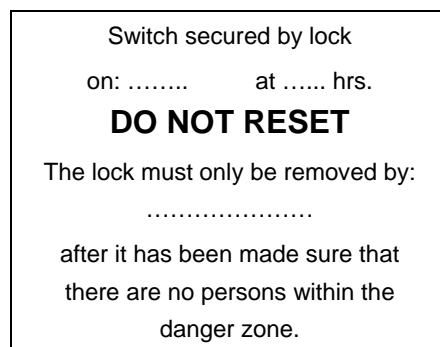 Switch secured by lock
on: …….. at …... hrs.
DO NOT RESET
The lock must only be removed by:
…………………
after it has been made sure that
there are no persons within the
danger zone.